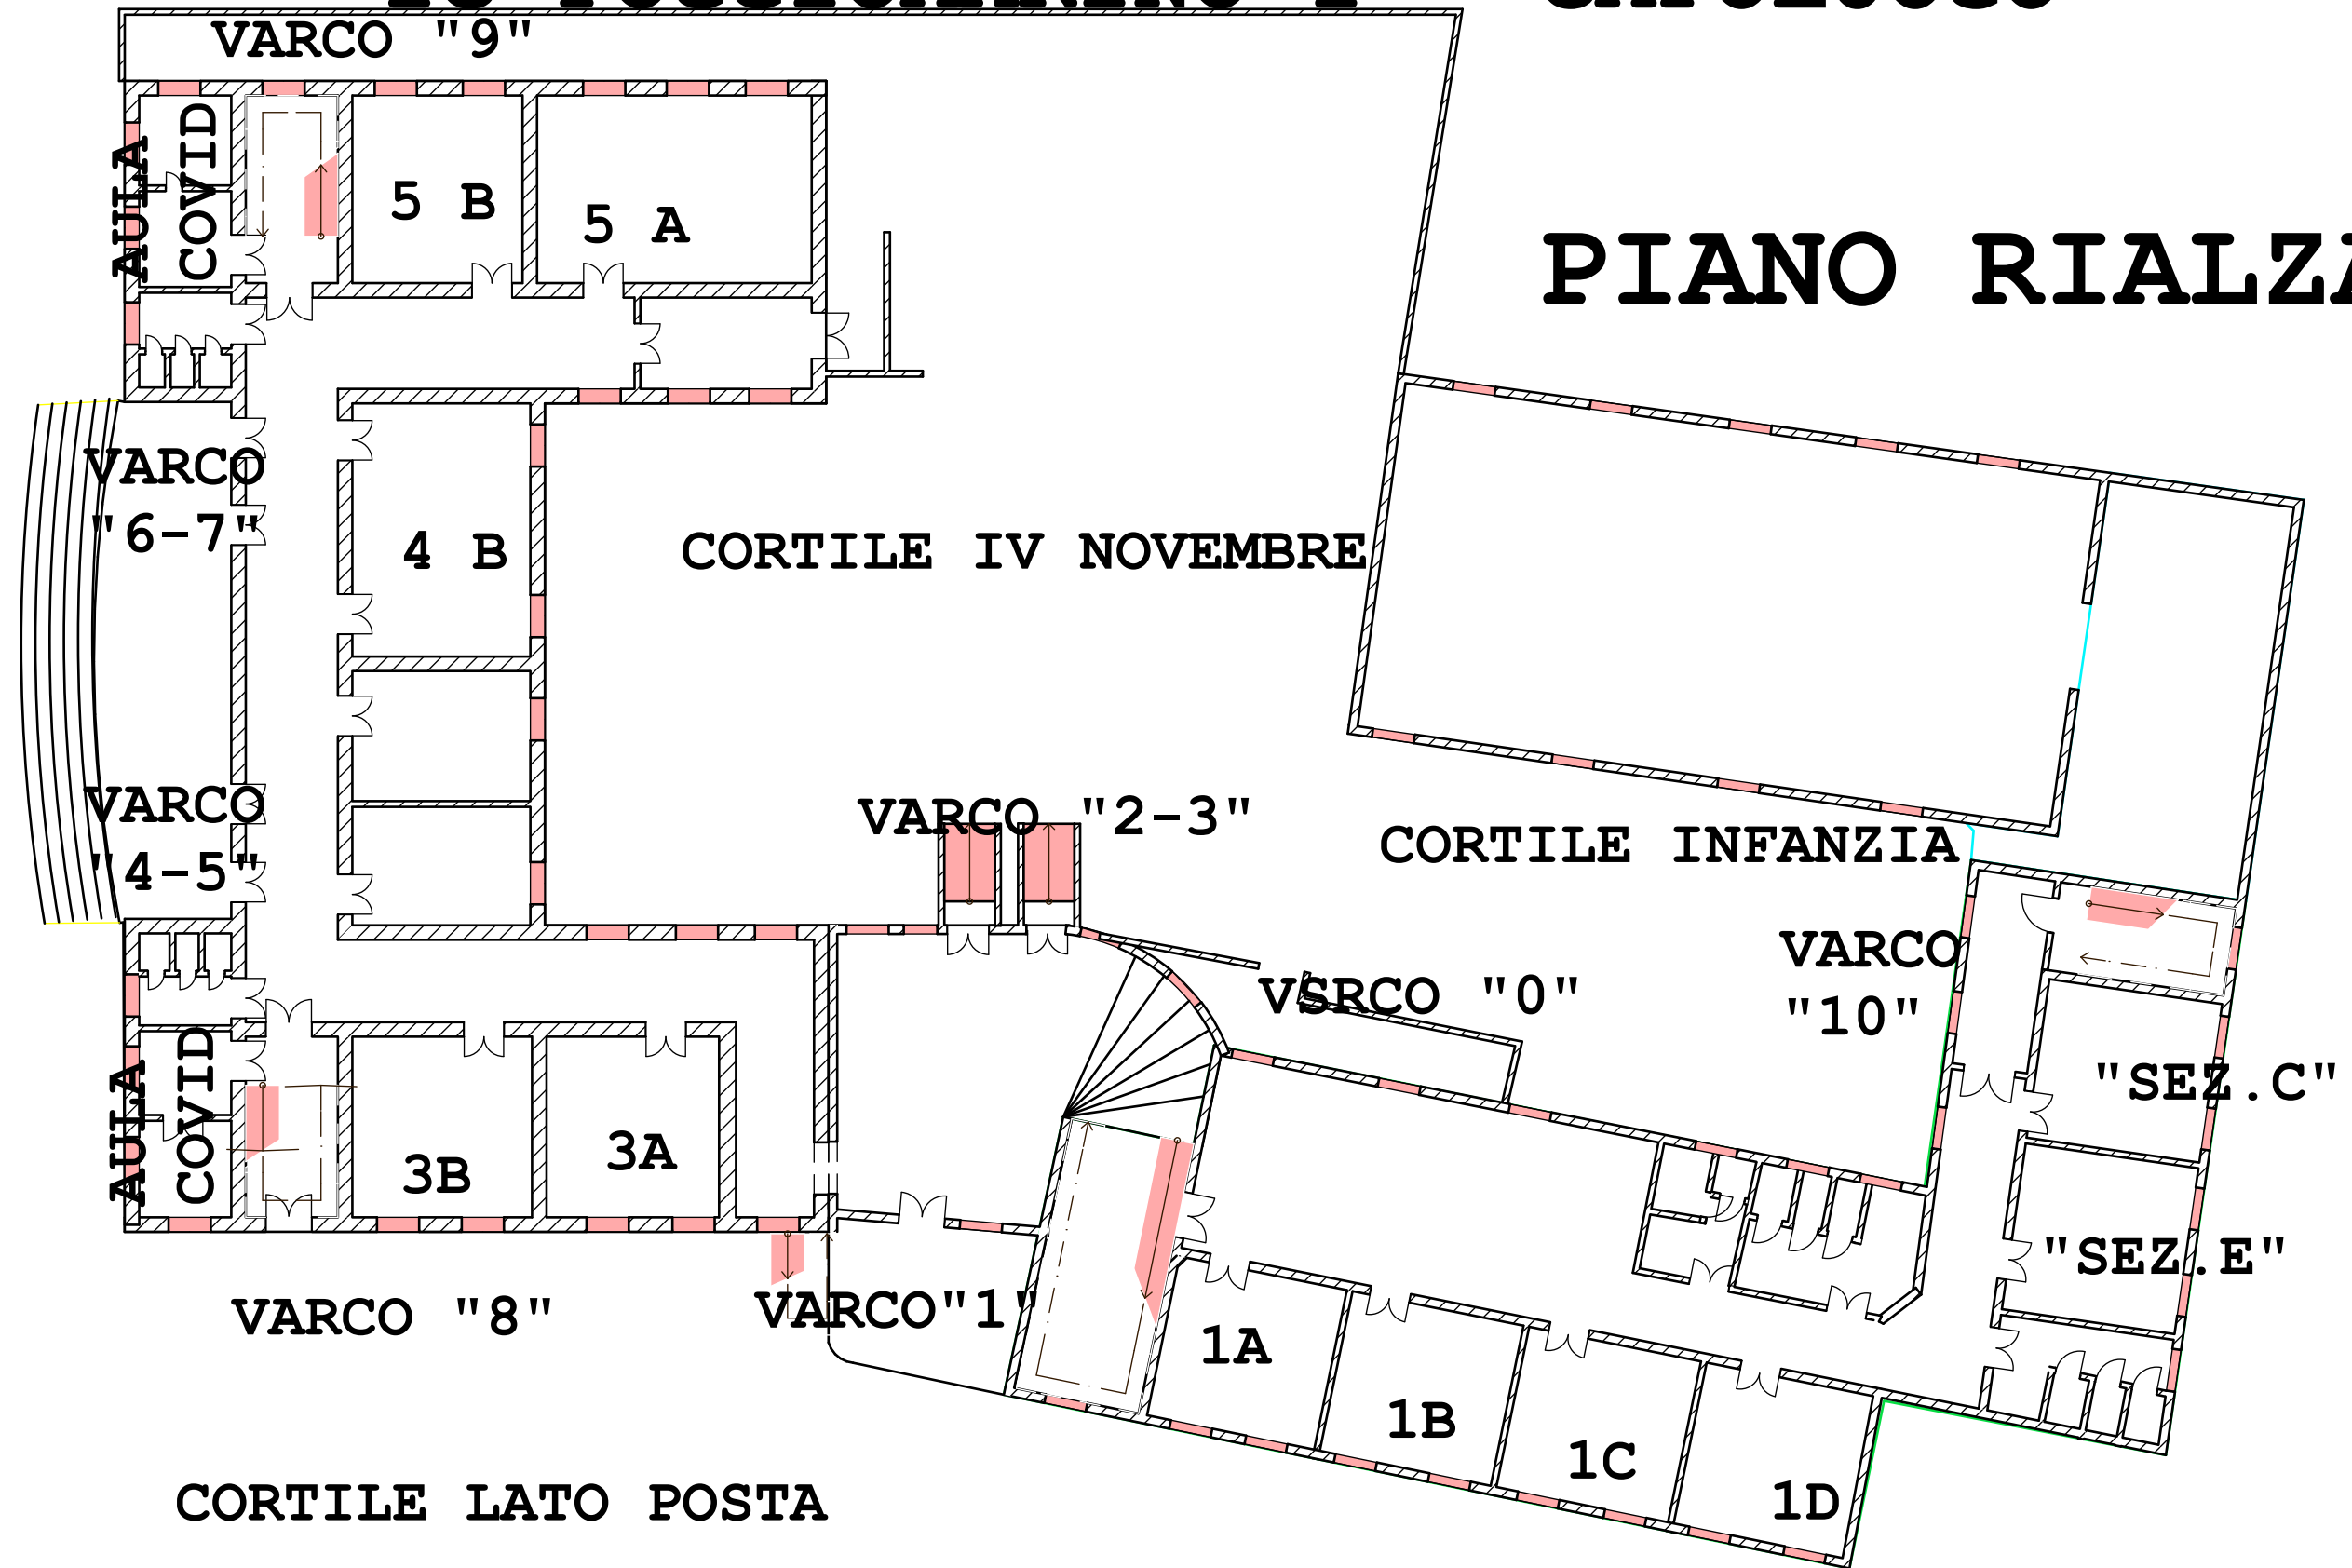 VARCO "9"
AULA
COVID
5 B
5 A
PIANO RIALZA
VARCO
"6-7"
4 B
CORTILE IV NOVEMBRE
VARCO
"4-5"
VARCO "2-3"
CORTILE INFANZIA
VARCO
"10"
VSRCO "0"
"SEZ.C"
AULA
COVID
3B
3A
"SEZ.E"
VARCO "8"
VARCO"1"
1A
1B
1C
1D
CORTILE LATO POSTA